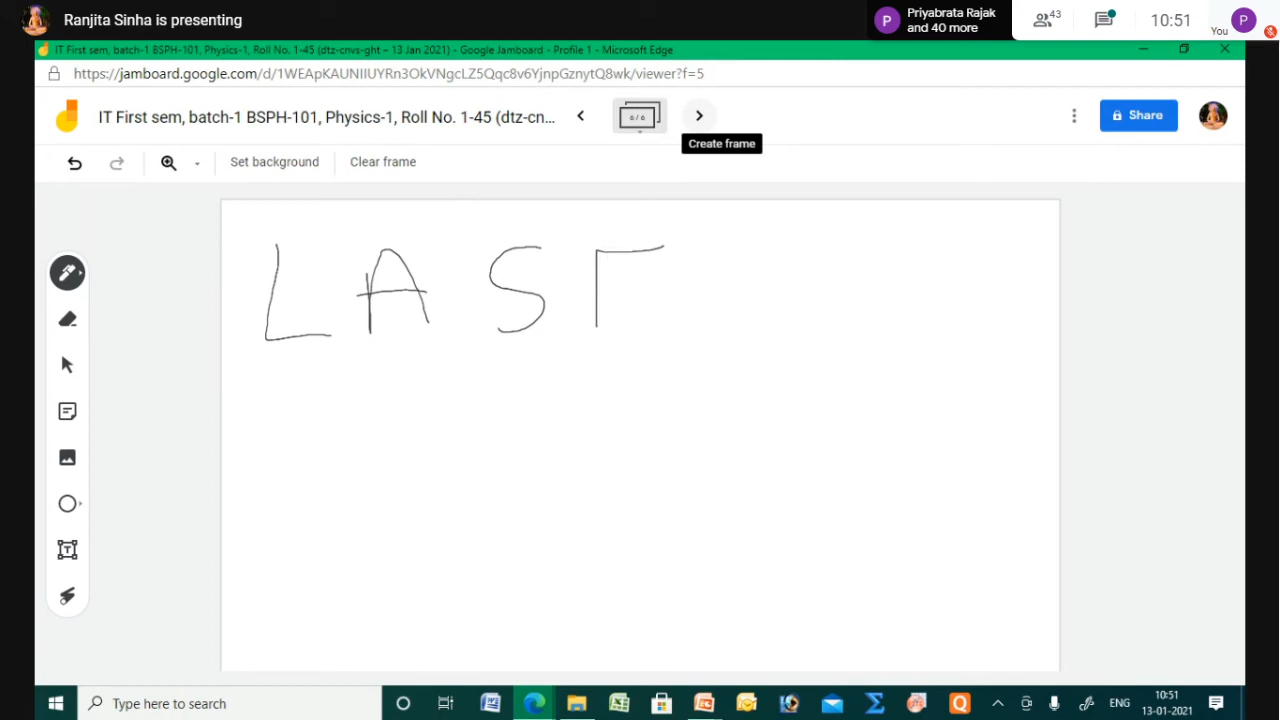 Ranjita Sinha is presenting
P Priyabrata Rajak and 40 more
43
10:51
You
P
IT First sem, batch-1 BSPH-101, Physics-1, Roll No. 1-45 (dtz-cnvs-ght – 13 Jan 2021) - Google Jamboard - Profile 1 - Microsoft Edge
https://jamboard.google.com/d/1WEApKAUNIIUYRn3OkVNgcLZ5Qqc8v6YjnpGznytQ8wk/viewer?f=5
IT First sem, batch-1 BSPH-101, Physics-1, Roll No. 1-45 (dtz-cn...
6 / 6
Share
Create frame
Set background
Clear frame
L A S T
Type here to search
ENG
10:51
13-01-2021